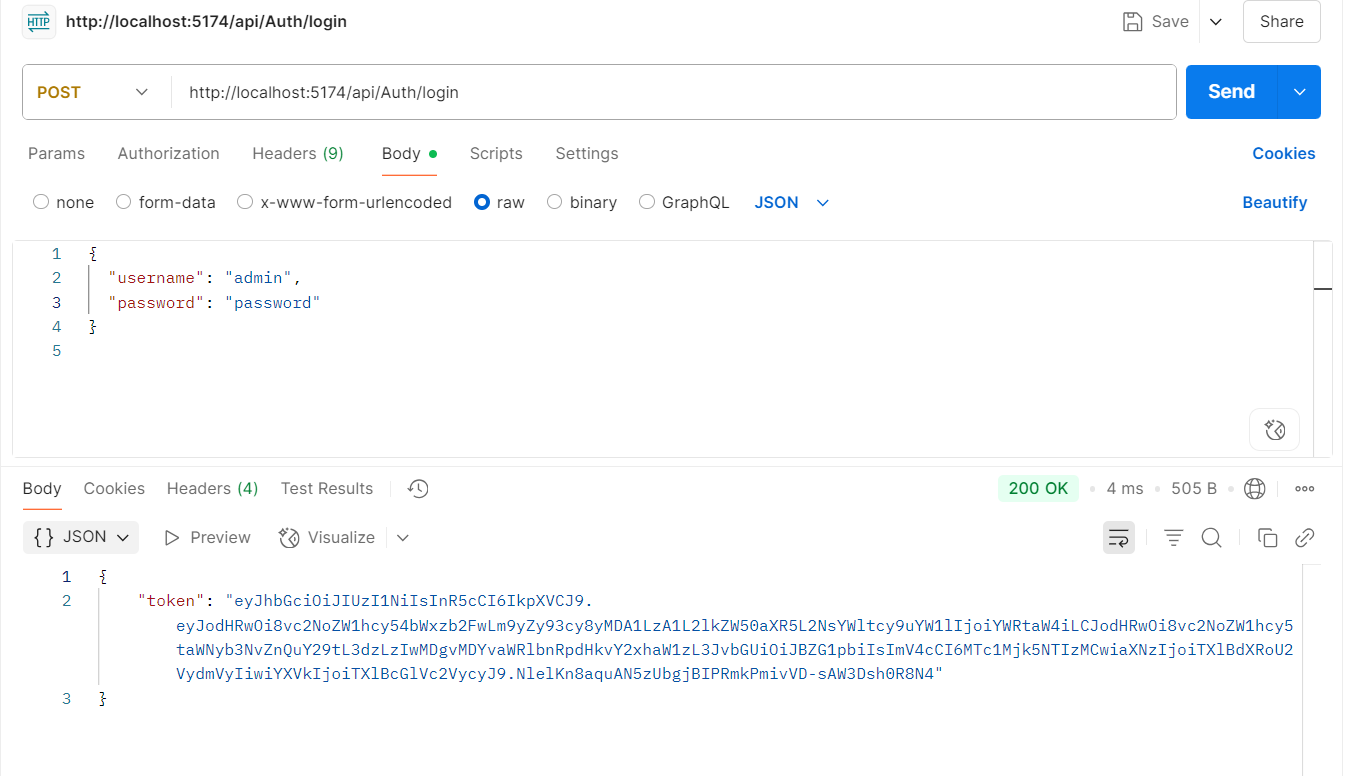 HTTP http://localhost:5174/api/Auth/login Save Share
POST http://localhost:5174/api/Auth/login Send
Params Authorization Headers (9) Body Scripts Settings Cookies
none form-data x-www-form-urlencoded raw binary GraphQL JSON Beautify
1 {
2 "username": "admin",
3 "password": "password"
4 }
5
Body Cookies Headers (4) Test Results 200 OK 4 ms 505 B
{} JSON Preview Visualize
1 {
2 "token": "eyJhbGciOiJIUzI1NiIsInR5cCI6IkpXVCJ9.
eyJodHRwOi8vc2NoZW1hcy54bWxzb2FwLm9yZy93cy8yMDA1LzA1L2lkZW50aXR5L2NsYWltcy9uYW1lIjoiYWRtaW4iLCJodHRwOi8vc2NoZW1hcy5
taWNyb3NvZnQuY29tL3dzLzIwMDgvMDYvaWRlbnRpdHkvY2xhaW1zL3JvbGUiOiJBZG1pbiIsImV4cCI6MTc1Mjk5NTIzMCwiaXNzIjoiTXlBdXRoU2
VydmVyIiwiYXVkIjoiTXlBcGlVc2VycyJ9.NlelKn8aquAN5zUbgjBIPRmkPmivVD-sAW3Dsh0R8N4"
3 }